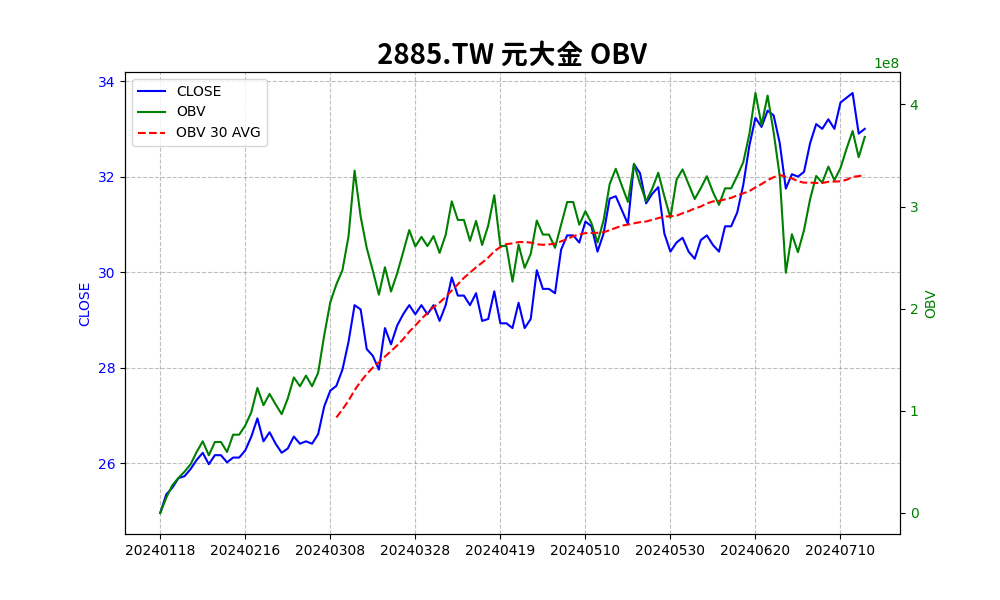 2885.TW 元大金 OBV
1e8
CLOSE
OBV
OBV 30 AVG
34
32
30
28
26
CLOSE
4
3
2
1
0
OBV
20240118 20240216 20240308 20240328 20240419 20240510 20240530 20240620 20240710